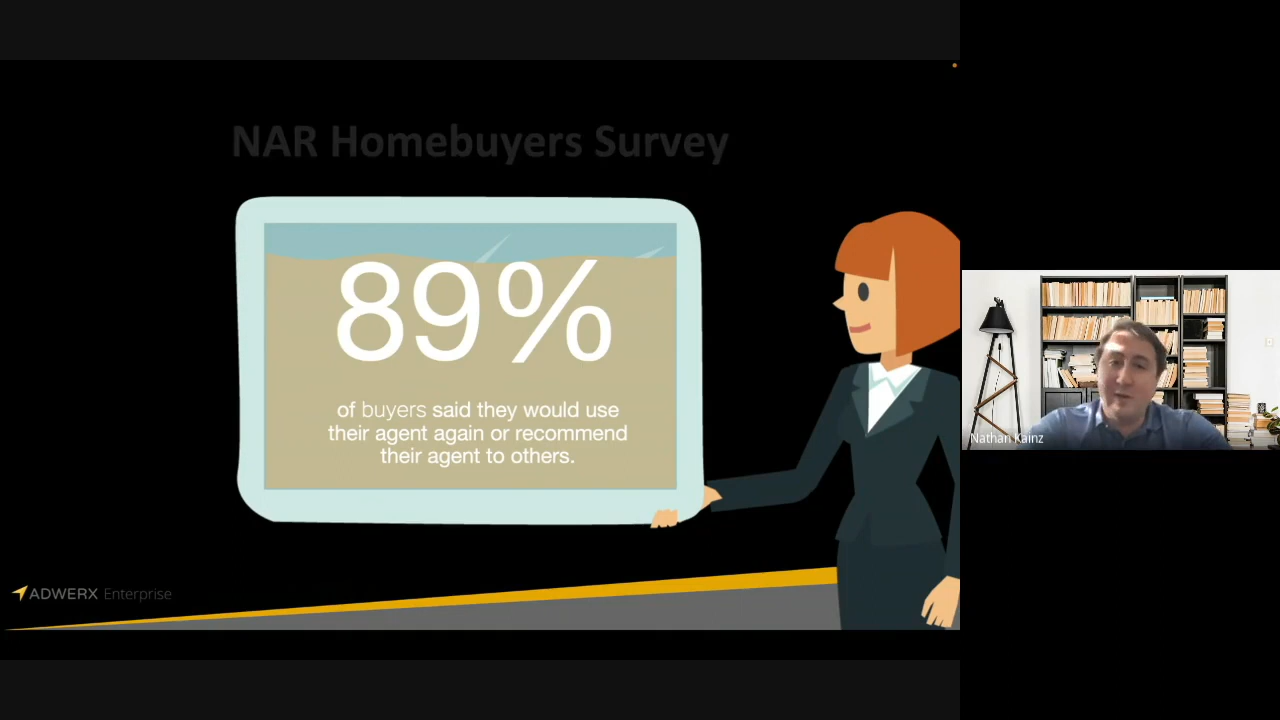 NAR Homebuyers Survey
89%
of buyers said they would use
their agent again or recommend
their agent to others.
ADWERX Enterprise
Nathan Kainz